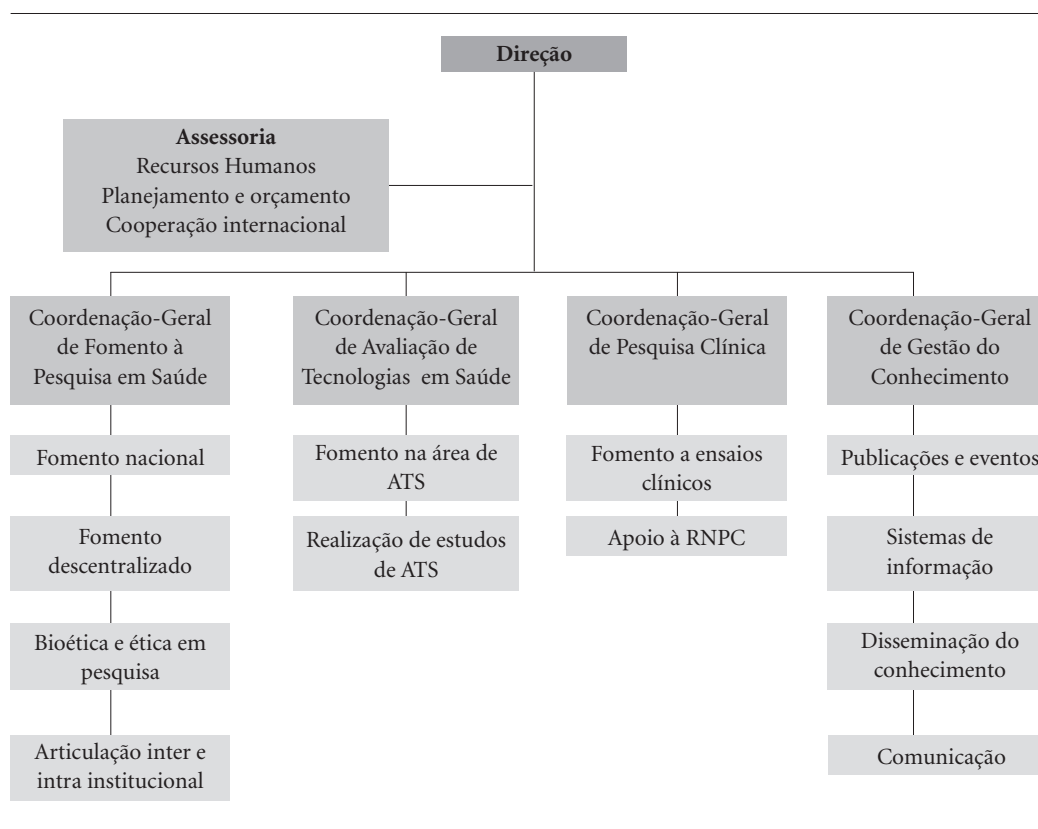 Direção
Assessoria
Recursos Humanos
Planejamento e orçamento
Cooperação internacional
Coordenação-Geral
de Fomento à
Pesquisa em Saúde
Fomento nacional
Fomento
descentralizado
Bioética e ética em
pesquisa
Articulação inter e
intra institucional
Coordenação-Geral
de Avaliação de
Tecnologias em Saúde
Fomento na área de
ATS
Realização de estudos
de ATS
Coordenação-Geral
de Pesquisa Clínica
Fomento a ensaios
clínicos
Apoio à RNPC
Coordenação-Geral
de Gestão do
Conhecimento
Publicações e eventos
Sistemas de
informação
Disseminação do
conhecimento
Comunicação